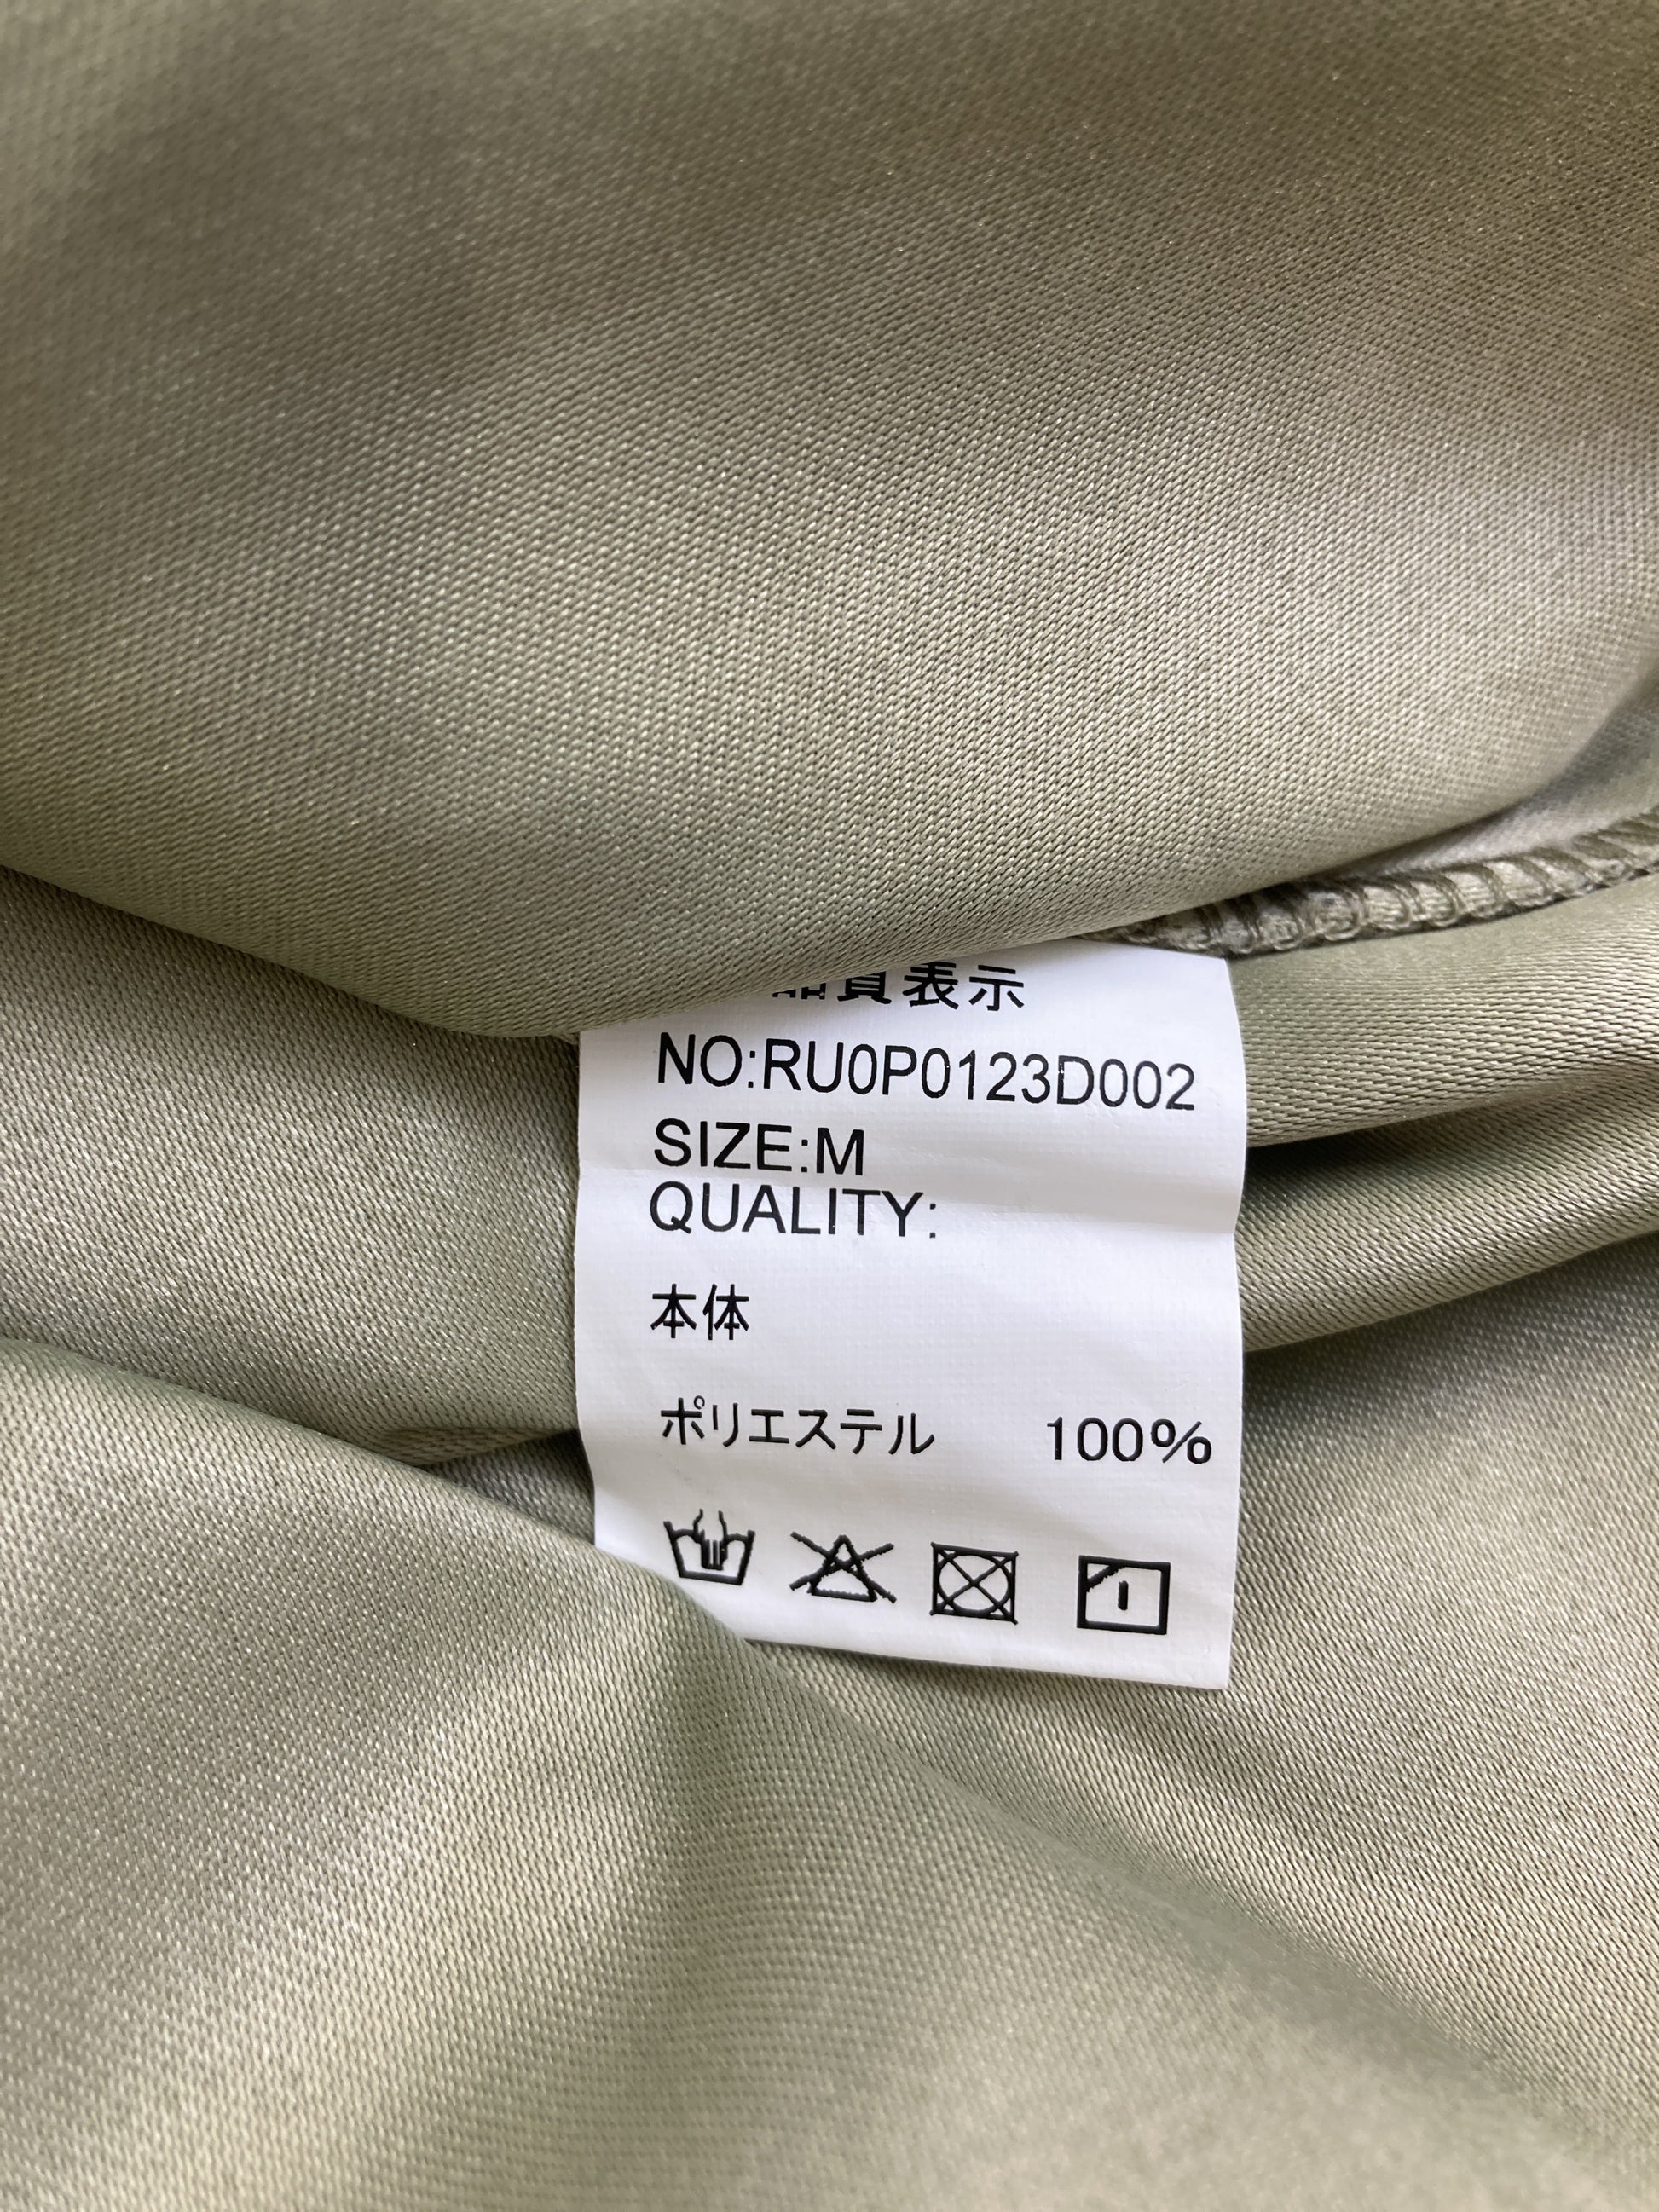 品質表示
NO:RU0P0123D002
SIZE:M
QUALITY:
本体
ポリエステル 100%